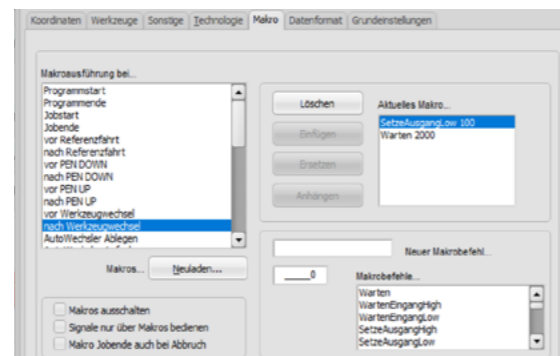 Koordinaten Werkzeuge Sonstige Technologie Makro Datenformat Grundeinstellungen
Makroausführung bei...
Programmstart
Programmende
Jobstart
Jobende
vor Referenzfahrt
nach Referenzfahrt
vor PEN DOWN
nach PEN DOWN
vor PEN UP
nach PEN UP
vor Werkzeugwechsel
nach Werkzeugwechsel
AutoWechsler Ablegen
Makros... Neuladen...
Makros ausschalten
Signale nur über Makros bedienen
Makro Jobende auch bei Abbruch
Löschen
Einfügen
Ersetzen
Anhängen
Aktuelles Makro...
SetzeAusgangLow 100
Warten 2000
Neuer Makrobefehl...
_____0
Makrobefehle...
Warten
WartenEingangHigh
WartenEingangLow
SetzeAusgangHigh
SetzeAusgangLow